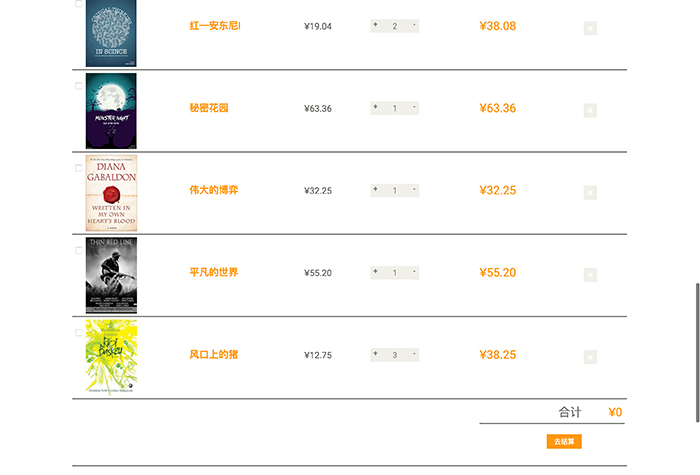 IN SCINCE
红一安东尼I
¥19.04
+ 2 -
¥38.08
MONSTER NIGHT
秘密花园
¥63.36
+ 1 -
¥63.36
DIANA
GABALDON
WRITTEN IN
MY OWN
HEART'S BLOOD
伟大的博弈
¥32.25
+ 1 -
¥32.25
THIN RED LINE
平凡的世界
¥55.20
+ 1 -
¥55.20
风口上的猪
¥12.75
+ 3 -
¥38.25
合计 ¥0
去结算